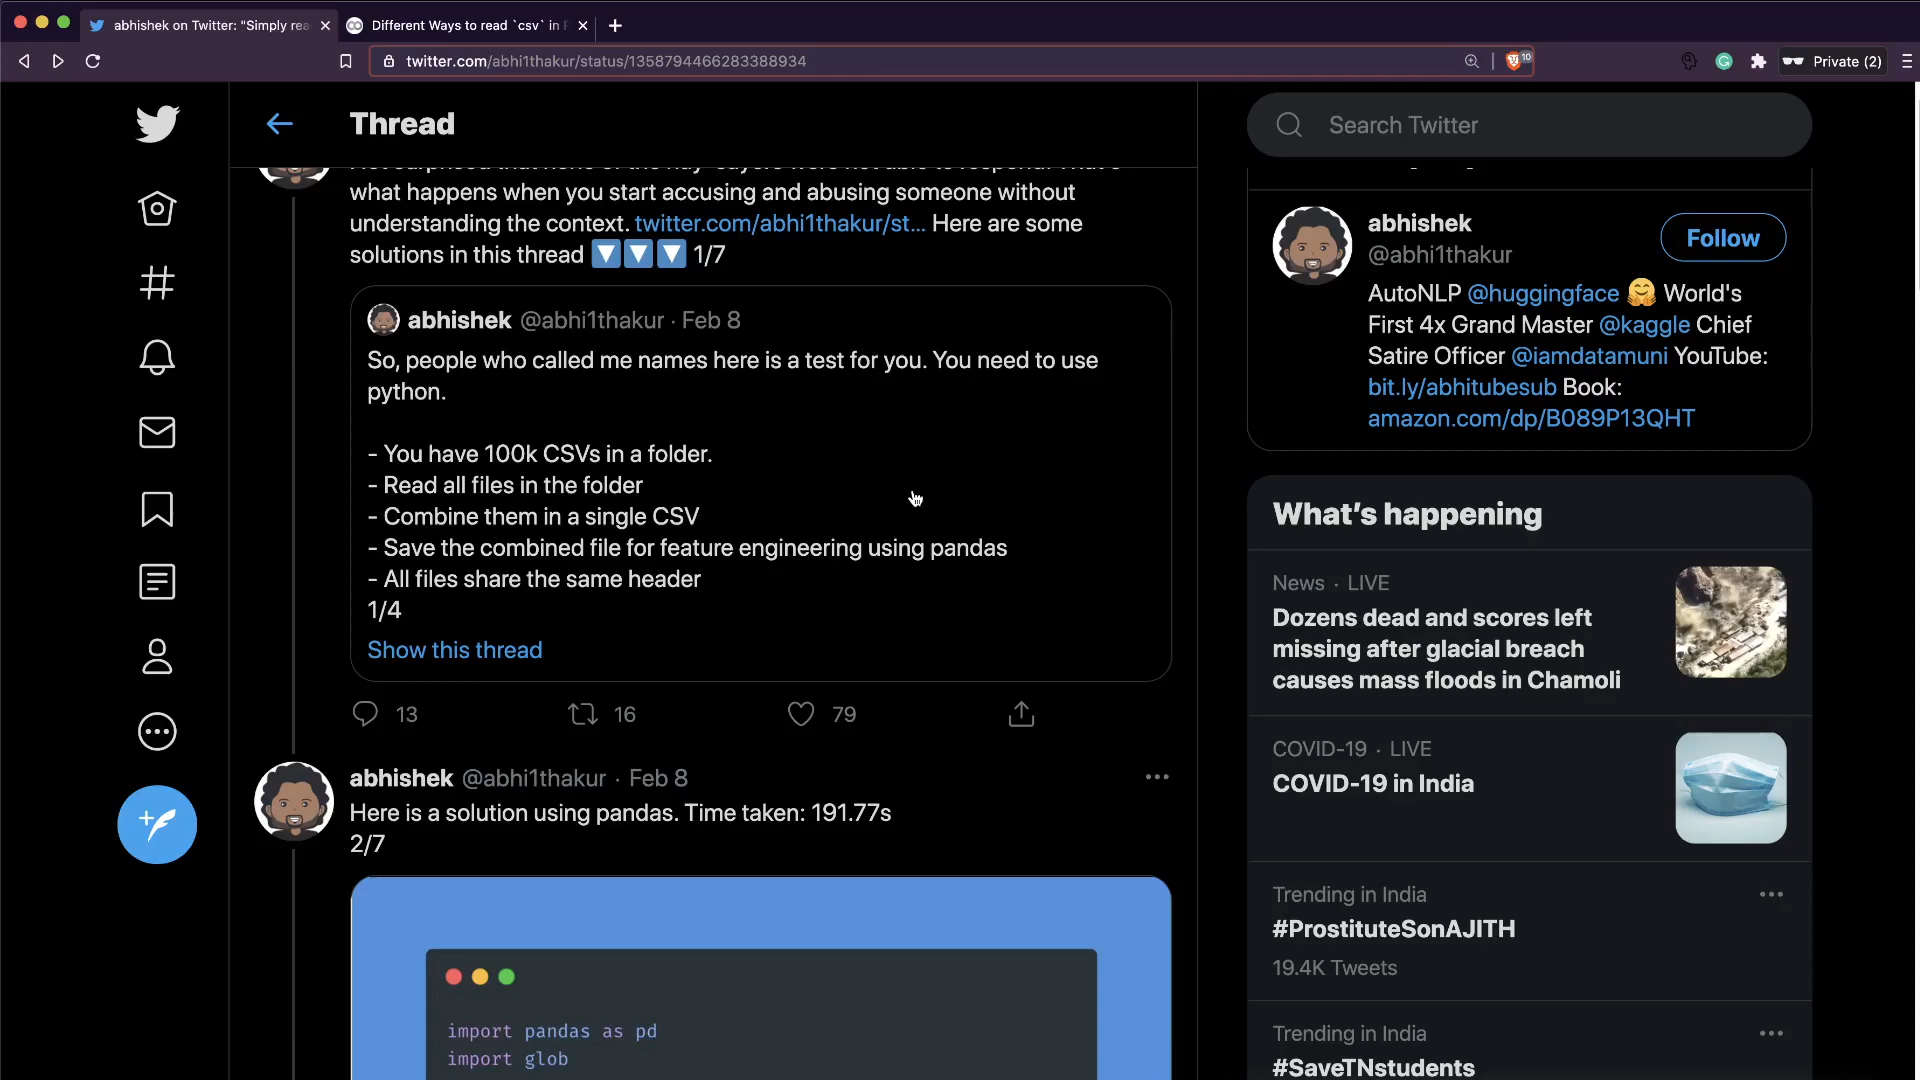 abhishek on Twitter: "Simply rea
Different Ways to read `csv` in P
twitter.com/abhi1thakur/status/1358794466283388934
10
Private (2)
Thread
Search Twitter
what happens when you start accusing and abusing someone without
understanding the context. twitter.com/abhi1thakur/st... Here are some
solutions in this thread 1/7
abhishek @abhi1thakur · Feb 8
So, people who called me names here is a test for you. You need to use
python.
- You have 100k CSVs in a folder.
- Read all files in the folder
- Combine them in a single CSV
- Save the combined file for feature engineering using pandas
- All files share the same header
1/4
Show this thread
13 16 79
abhishek @abhi1thakur · Feb 8
Here is a solution using pandas. Time taken: 191.77s
2/7
import pandas as pd
import glob
abhishek
@abhi1thakur
Follow
AutoNLP @huggingface 🤗 World's
First 4x Grand Master @kaggle Chief
Satire Officer @iamdatamuni YouTube:
bit.ly/abhitubesub Book:
amazon.com/dp/B089P13QHT
What's happening
News · LIVE
Dozens dead and scores left
missing after glacial breach
causes mass floods in Chamoli
COVID-19 · LIVE
COVID-19 in India
Trending in India
#ProstituteSonAJITH
19.4K Tweets
Trending in India
#SaveTNstudents